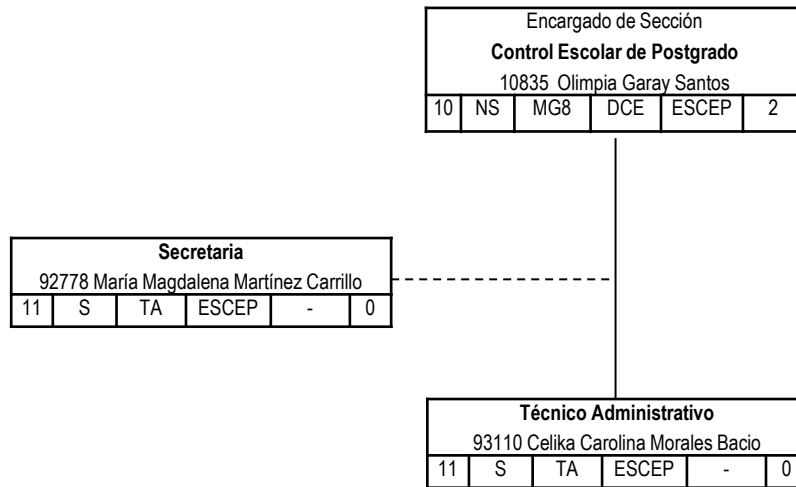 Encargado de Sección
Control Escolar de Postgrado
10835 Olimpia Garay Santos
10 NS MG8 DCE ESCEP 2
Secretaria
92778 María Magdalena Martínez Carrillo
11 S TA ESCEP - 0
Técnico Administrativo
93110 Celika Carolina Morales Bacio
11 S TA ESCEP - 0